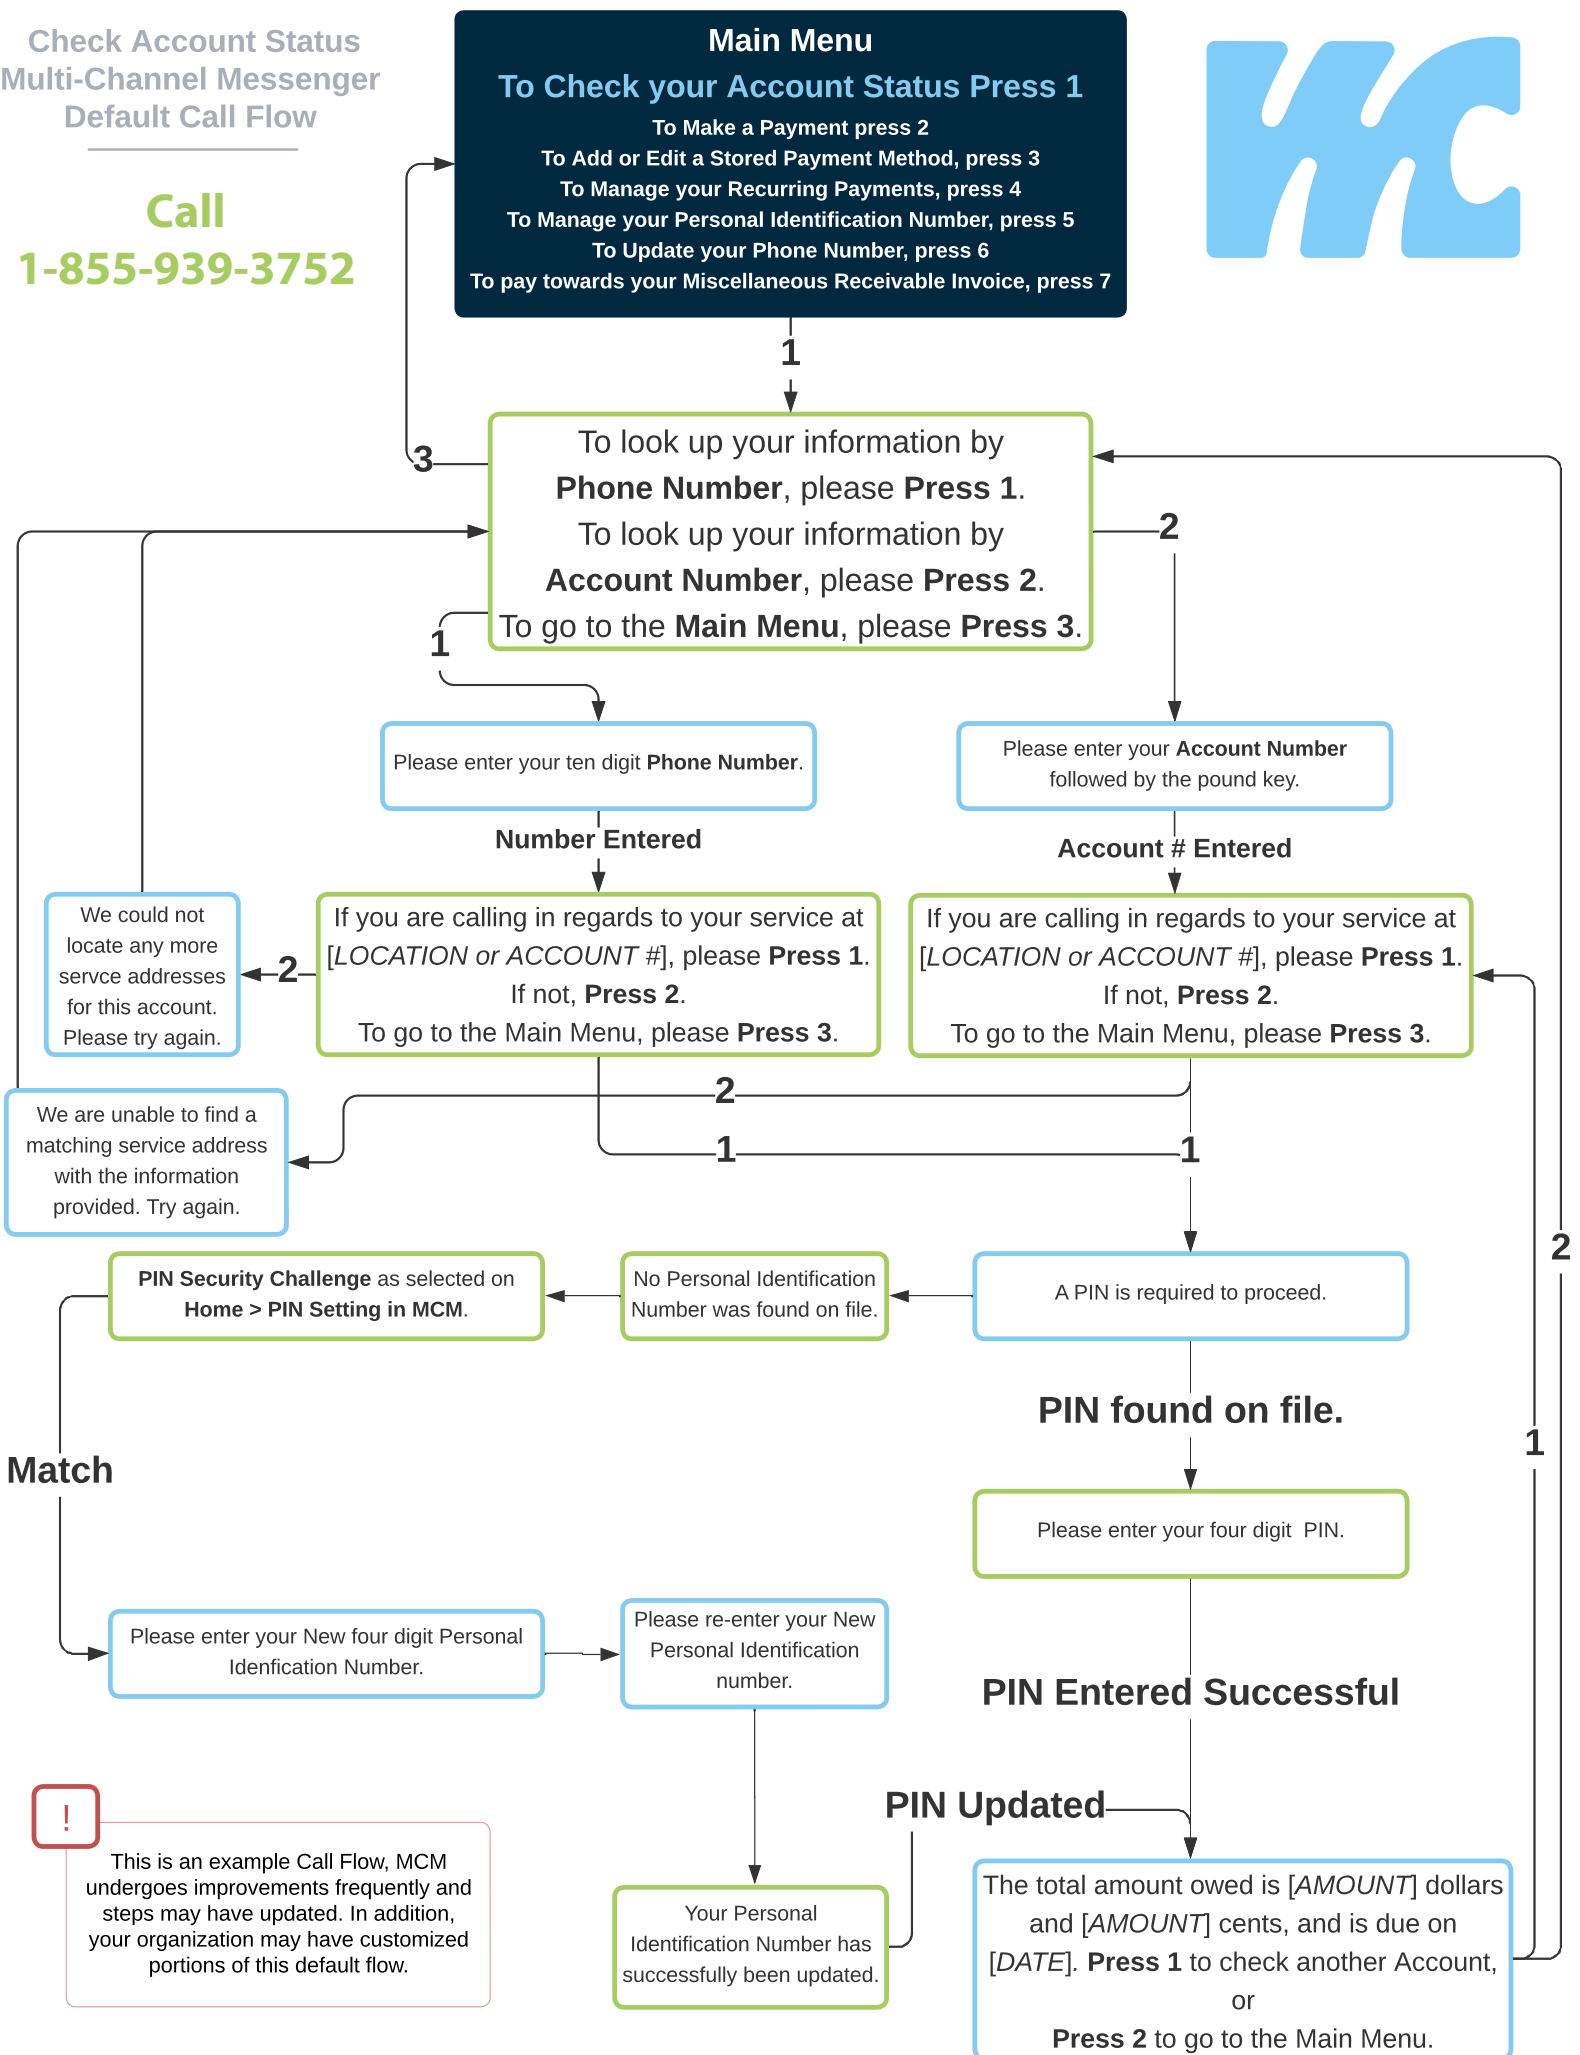 Check Account Status
Multi-Channel Messenger
Default Call Flow
Call
1-855-939-3752
Main Menu
To Check your Account Status Press 1
To Make a Payment press 2
To Add or Edit a Stored Payment Method, press 3
To Manage your Recurring Payments, press 4
To Manage your Personal Identification Number, press 5
To Update your Phone Number, press 6
To pay towards your Miscellaneous Receivable Invoice, press 7
1
3
To look up your information by
Phone Number, please Press 1.
To look up your information by
Account Number, please Press 2.
To go to the Main Menu, please Press 3.
2
1
Please enter your ten digit Phone Number.
Please enter your Account Number
followed by the pound key.
Number Entered
Account # Entered
We could not
locate any more
servce addresses
for this account.
Please try again.
2
If you are calling in regards to your service at
[LOCATION or ACCOUNT #], please Press 1.
If not, Press 2.
To go to the Main Menu, please Press 3.
If you are calling in regards to your service at
[LOCATION or ACCOUNT #], please Press 1.
If not, Press 2.
To go to the Main Menu, please Press 3.
2
We are unable to find a
matching service address
with the information
provided. Try again.
1
1
2
PIN Security Challenge as selected on
Home > PIN Setting in MCM.
No Personal Identification
Number was found on file.
A PIN is required to proceed.
PIN found on file.
1
Match
Please enter your four digit  PIN.
Please enter your New four digit Personal
Idenfication Number.
Please re-enter your New
Personal Identification
number.
PIN Entered Successful
PIN Updated
!
This is an example Call Flow, MCM
undergoes improvements frequently and
steps may have updated. In addition,
your organization may have customized
portions of this default flow.
Your Personal
Identification Number has
successfully been updated.
The total amount owed is [AMOUNT] dollars
and [AMOUNT] cents, and is due on
[DATE]. Press 1 to check another Account,
or
Press 2 to go to the Main Menu.